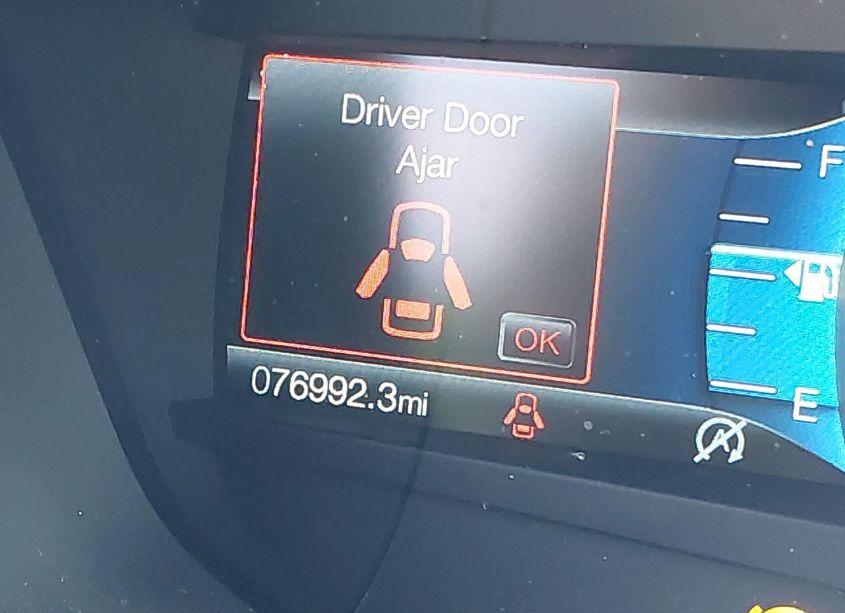 Driver Door
Ajar
OK
076992.3mi
F
E